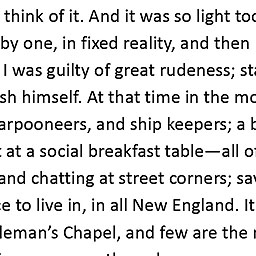 think of it. And it was so light too
by one, in fixed reality, and then
I was guilty of great rudeness; sta
sh himself. At that time in the mo
arpooneers, and ship keepers; a b
at a social breakfast table—all of
and chatting at street corners; sav
ce to live in, in all New England. It
leman's Chapel, and few are the